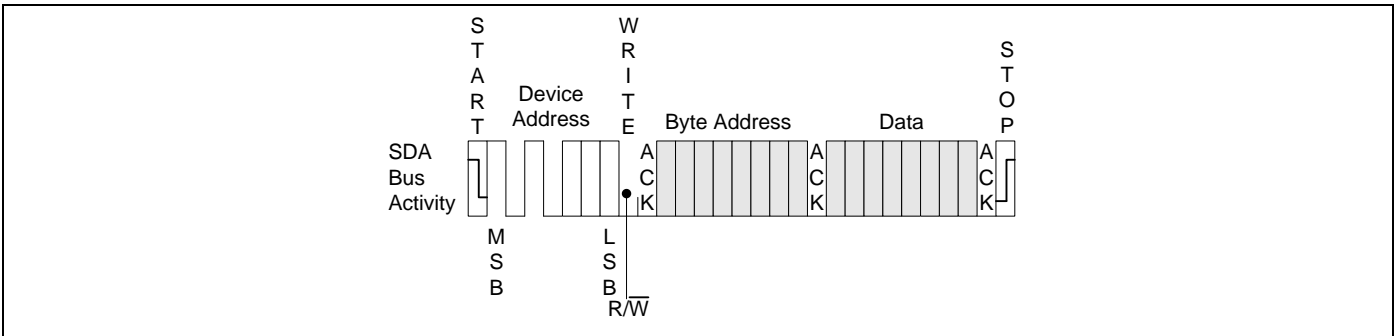 START
WRITE
STOP
Device
Address
Byte Address
Data
SDA
Bus
Activity
ACK
ACK
ACK
MSB
LSB
R/W̅